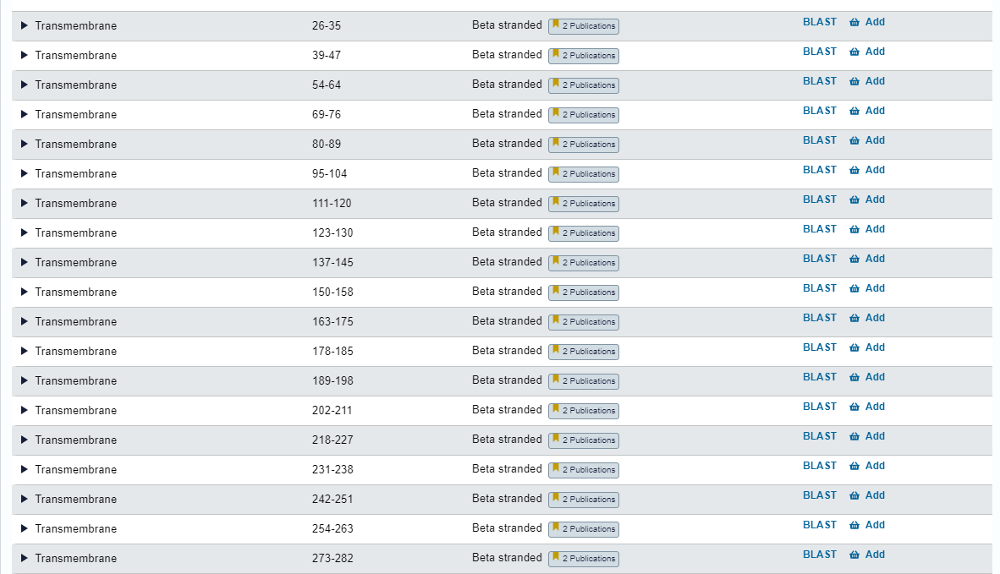 Transmembrane 26-35 Beta stranded 2 Publications BLAST Add
Transmembrane 39-47 Beta stranded 2 Publications BLAST Add
Transmembrane 54-64 Beta stranded 2 Publications BLAST Add
Transmembrane 69-76 Beta stranded 2 Publications BLAST Add
Transmembrane 80-89 Beta stranded 2 Publications BLAST Add
Transmembrane 95-104 Beta stranded 2 Publications BLAST Add
Transmembrane 111-120 Beta stranded 2 Publications BLAST Add
Transmembrane 123-130 Beta stranded 2 Publications BLAST Add
Transmembrane 137-145 Beta stranded 2 Publications BLAST Add
Transmembrane 150-158 Beta stranded 2 Publications BLAST Add
Transmembrane 163-175 Beta stranded 2 Publications BLAST Add
Transmembrane 178-185 Beta stranded 2 Publications BLAST Add
Transmembrane 189-198 Beta stranded 2 Publications BLAST Add
Transmembrane 202-211 Beta stranded 2 Publications BLAST Add
Transmembrane 218-227 Beta stranded 2 Publications BLAST Add
Transmembrane 231-238 Beta stranded 2 Publications BLAST Add
Transmembrane 242-251 Beta stranded 2 Publications BLAST Add
Transmembrane 254-263 Beta stranded 2 Publications BLAST Add
Transmembrane 273-282 Beta stranded 2 Publications BLAST Add